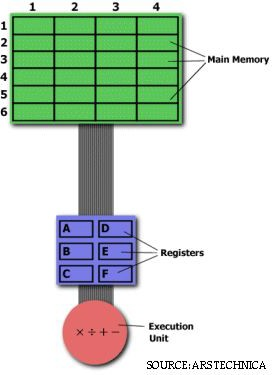 1 2 3 4
1
2
3
4
5
6
Main Memory
A D
B E
C F
Registers
× ÷ + −
Execution
Unit
SOURCE:ARSTECHNICA